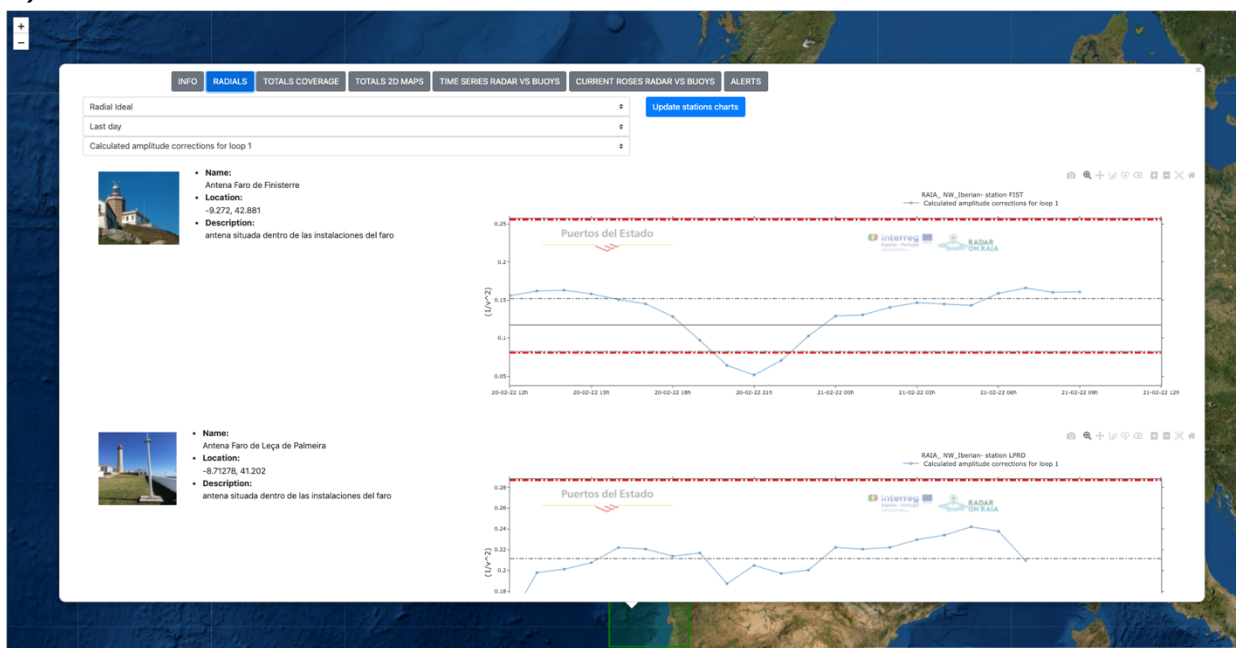 +
−
×
INFO RADIALS TOTALS COVERAGE TOTALS 2D MAPS TIME SERIES RADAR VS BUOYS CURRENT ROSES RADAR VS BUOYS ALERTS
Radial Ideal
Update stations charts
Last day
Calculated amplitude corrections for loop 1
• Name:
Antena Faro de Finisterre
• Location:
-9.272, 42.881
• Description:
antena situada dentro de las instalaciones del faro
RAIA_ NW_Iberian- station FIST
Calculated amplitude corrections for loop 1
Puertos del Estado
interreg
España - Portugal
RADAR
ON RAIA
(1/v^2)
0.25
0.2
0.15
0.1
0.05
20-02-22 12h 20-02-22 15h 20-02-22 18h 20-02-22 21h 21-02-22 00h 21-02-22 03h 21-02-22 06h 21-02-22 09h 21-02-22 12h
• Name:
Antena Faro de Leça de Palmeira
• Location:
-8.71278, 41.202
• Description:
antena situada dentro de las instalaciones del faro
RAIA_ NW_Iberian- station LPRO
Calculated amplitude corrections for loop 1
Puertos del Estado
interreg
España - Portugal
RADAR
ON RAIA
(1/v^2)
0.28
0.26
0.24
0.22
0.2
0.18